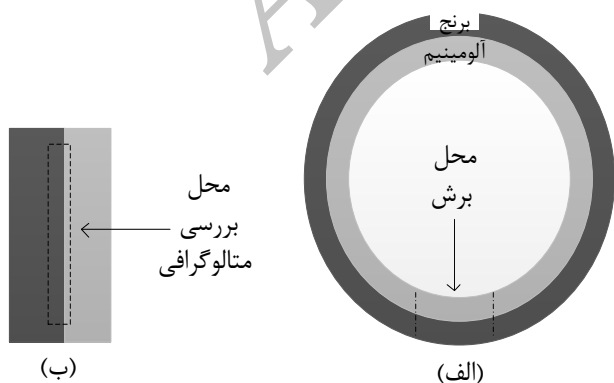 برنج
آلومینیم
محل
برش
محل
بررسی
متالوگرافی
(ب)
(الف)